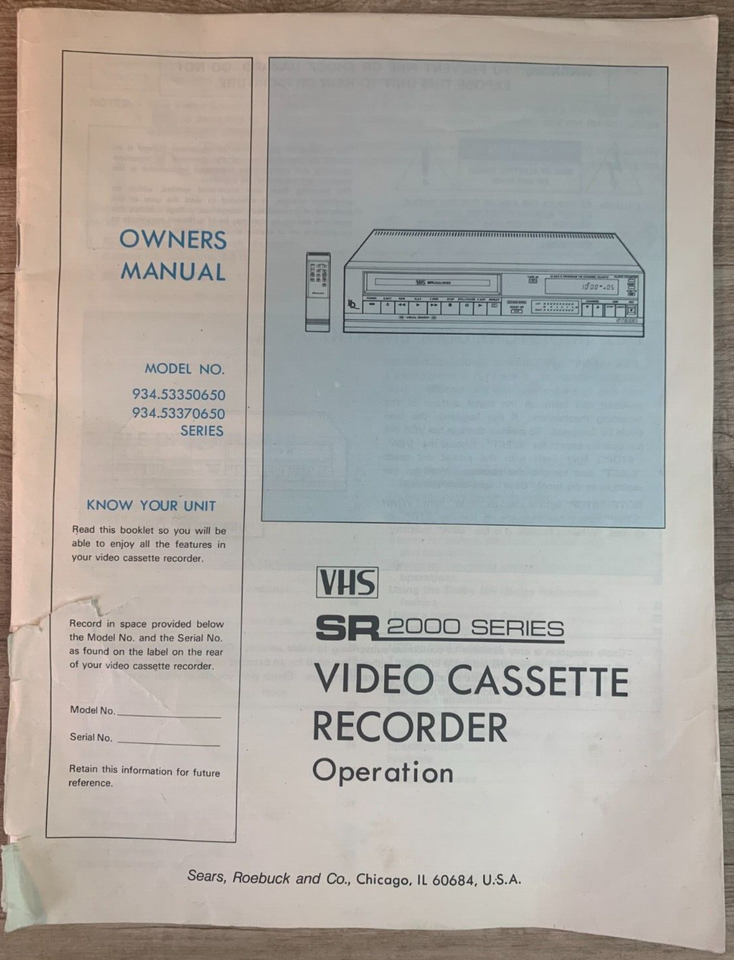 OWNERS
MANUAL
MODEL NO.
934.53350650
934.53370650
SERIES
KNOW YOUR UNIT
Read this booklet so you will be
able to enjoy all the features in
your video cassette recorder.
Record in space provided below
the Model No. and the Serial No.
as found on the label on the rear
of your video cassette recorder.
Model No.
Serial No.
Retain this information for future
reference.
VHS
VHS
SR 2000 SERIES
VIDEO CASSETTE
RECORDER
Operation
Sears, Roebuck and Co., Chicago, IL 60684, U.S.A.